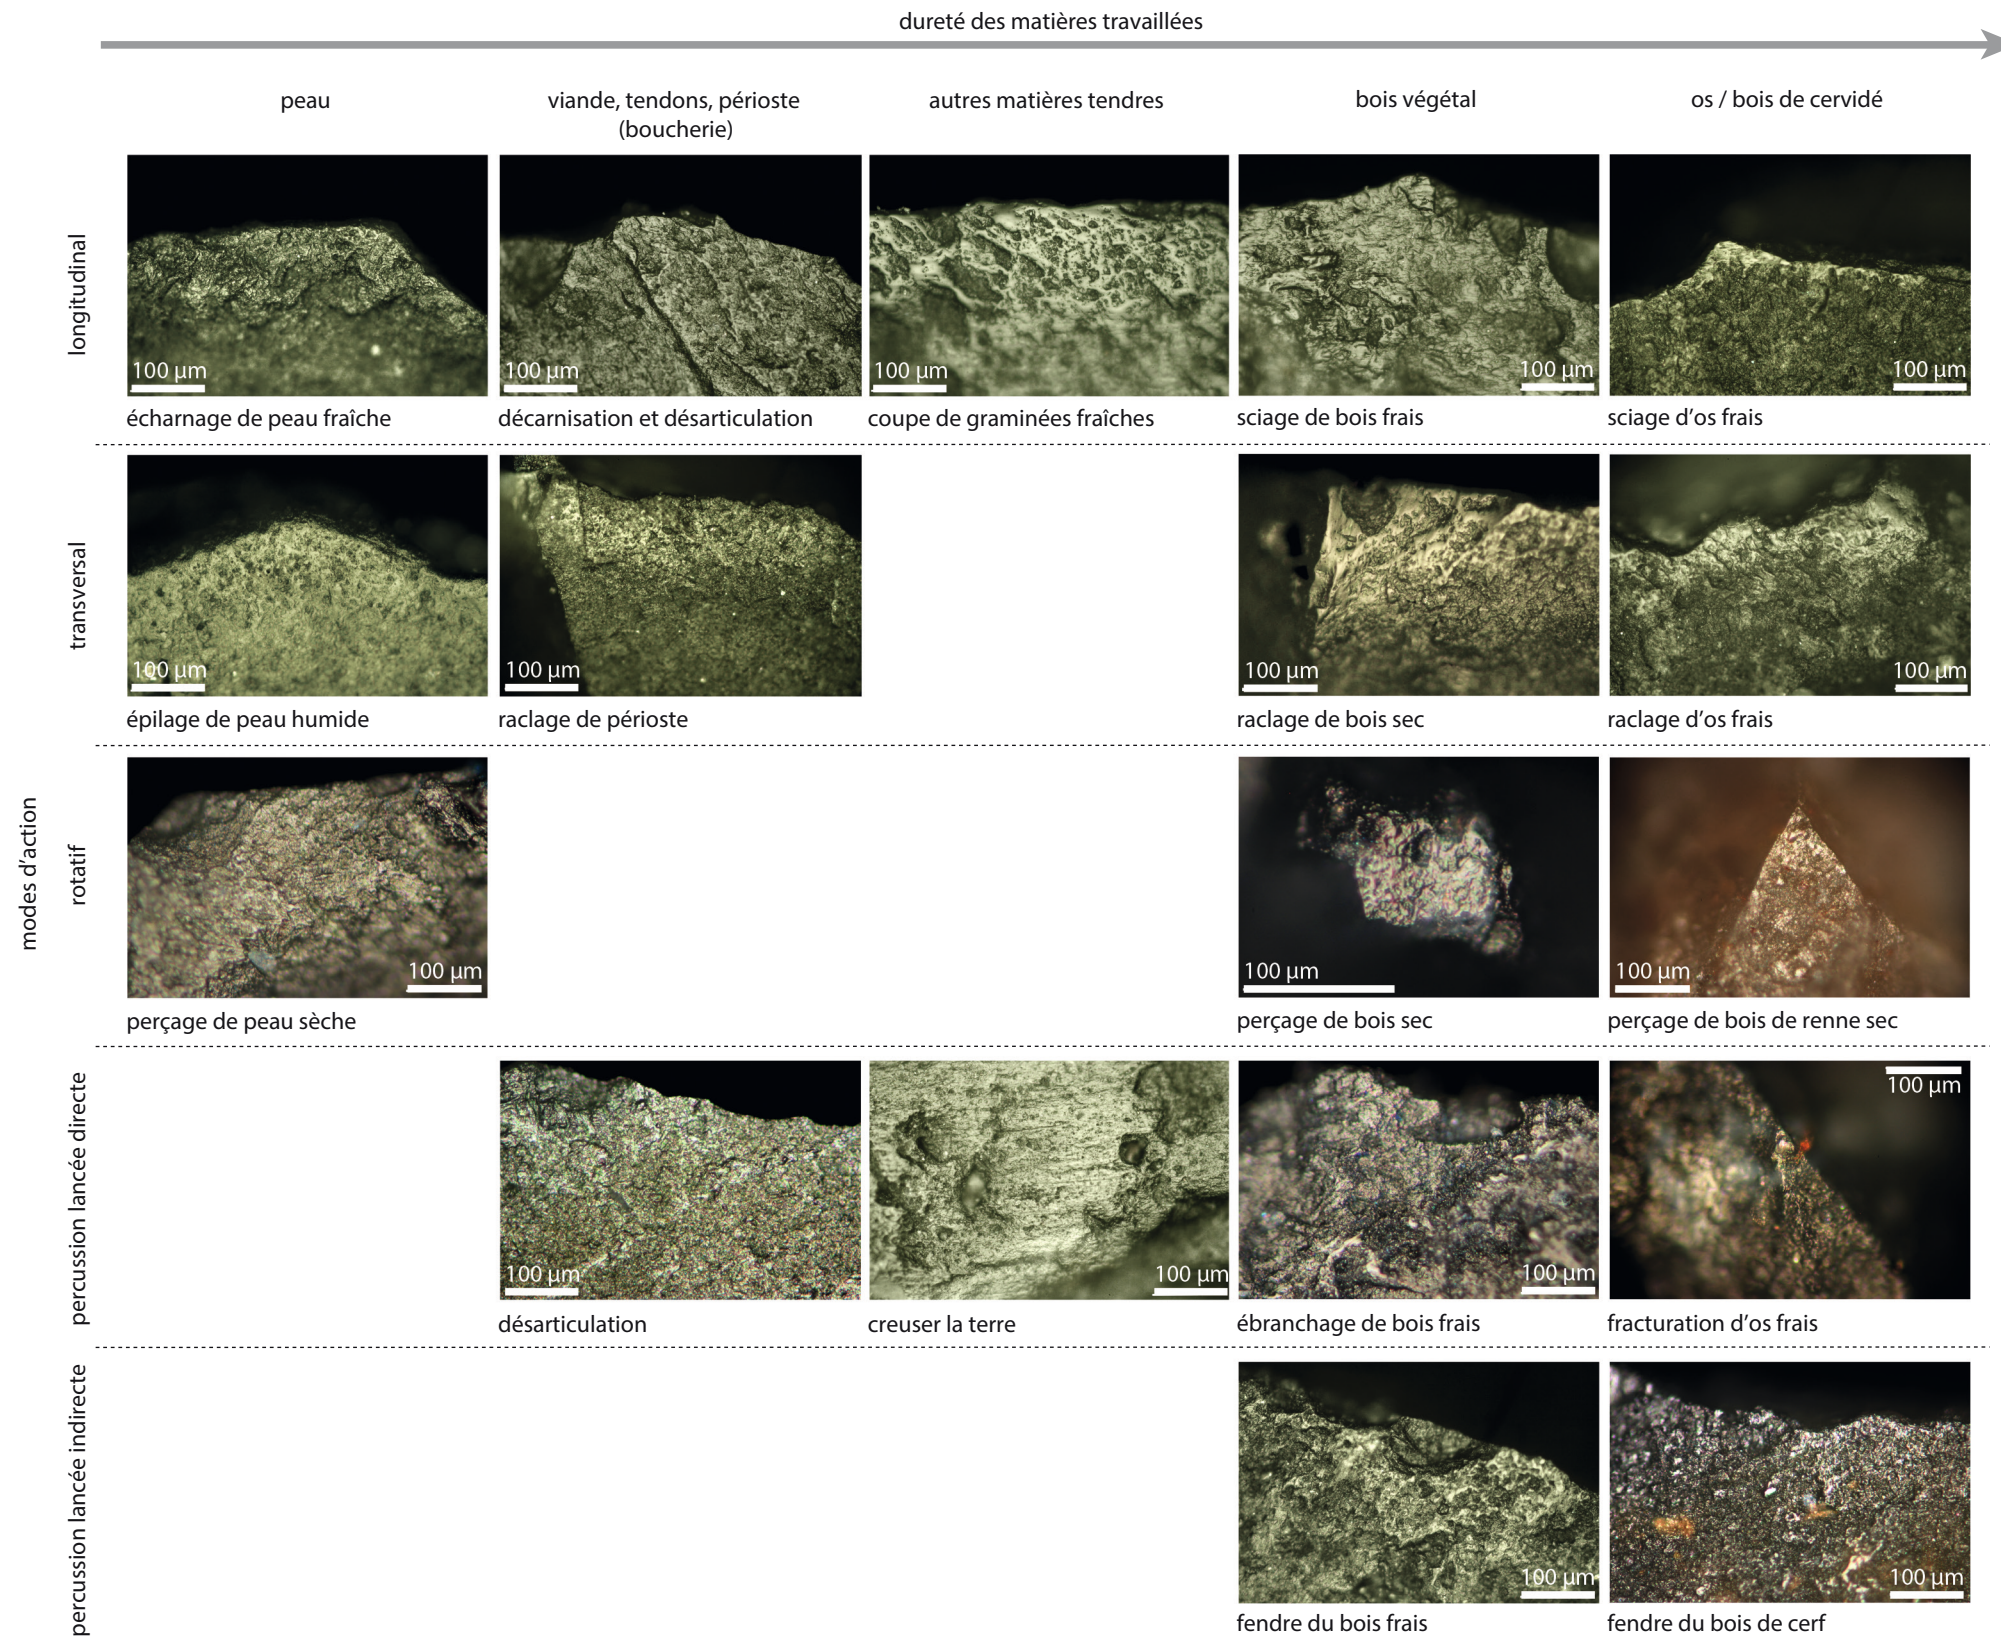 dureté des matières travaillées
peau
viande, tendons, périoste
(boucherie)
autres matières tendres
bois végétal
os / bois de cervidé
modes d'action
longitudinal
100 µm
100 µm
100 µm
100 µm
100 µm
écharnage de peau fraîche
décarnisation et désarticulation
coupe de graminées fraîches
sciage de bois frais
sciage d'os frais
transversal
100 µm
100 µm
100 µm
100 µm
épilage de peau humide
raclage de périoste
raclage de bois sec
raclage d'os frais
rotatif
100 µm
100 µm
100 µm
perçage de peau sèche
perçage de bois sec
perçage de bois de renne sec
percussion lancée directe
100 µm
100 µm
100 µm
100 µm
désarticulation
creuser la terre
ébranchage de bois frais
fracturation d'os frais
percussion lancée indirecte
100 µm
100 µm
fendre du bois frais
fendre du bois de cerf